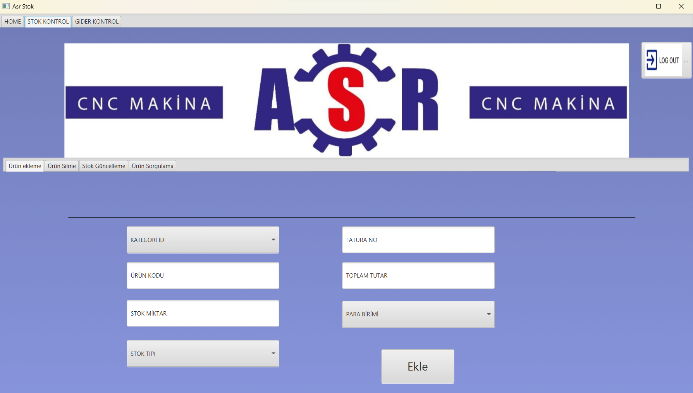 Asr Stok
HOME STOK KONTROL GIDER KONTROL
LOG OUT ...
CNC MAKİNA ASR CNC MAKİNA
Ürün ekleme Ürün Silme Stok Güncelleme Ürün Sorgulama
KATEGORI ID FATURA NO
ÜRÜN KODU TOPLAM TUTAR
STOK MİKTAR PARA BİRİMİ
STOK TIPI
Ekle